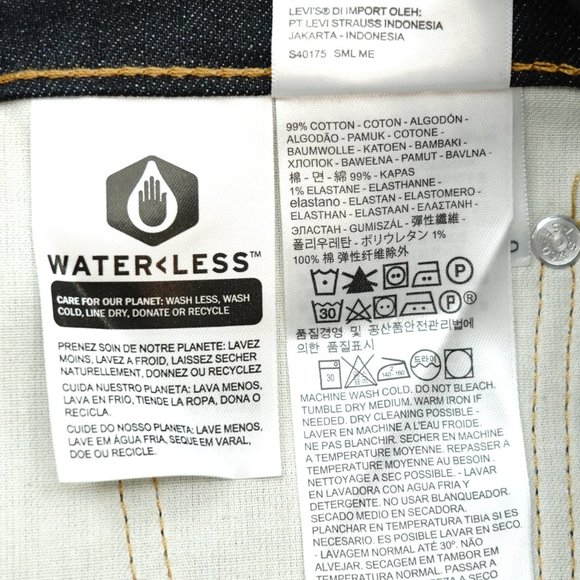 LEVI'S® DI IMPORT OLEH:
PT LEVI STRAUSS INDONESIA
JAKARTA - INDONESIA
S40175 SML ME
WATER<LESS™
CARE FOR OUR PLANET: WASH LESS, WASH
COLD, LINE DRY, DONATE OR RECYCLE
PRENEZ SOIN DE NOTRE PLANETE: LAVEZ
MOINS, LAVEZ A FROID, LAISSEZ SECHER
NATURELLEMENT, DONNEZ OU RECYCLEZ
CUIDA NUESTRO PLANETA: LAVA MENOS,
LAVA EN FRIO, TIENDE LA ROPA, DONA O
RECICLA.
CUIDE DO NOSSO PLANETA: LAVE MENOS,
LAVE EM ÁGUA FRIA, SEQUE EM VARAL,
DOE OU RECICLE.
99% COTTON - COTON - ALGODÓN -
ALGODÃO - PAMUK - COTONE -
BAUMWOLLE - KATOEN - BAMBAKI -
ХЛОПОК - BAWEŁNA - PAMUT - BAVLNA -
棉 - 면 - 綿 99% - KAPAS
1% ELASTANE - ELASTHANNE -
elastano - ELASTAN - ELASTOMERO -
ELASTHAN - ELASTAAN - ΕΛΑΣΤΑΝΗ -
ЭЛАСТАН - GUMISZÁL - 彈性纖維 -
폴리우레탄 - ポリウレタン 1%
100% 棉 弹性纤维除外
P
30 P ®
품질경영 및 공산품안전관리법에
의한 품질표시
30 140~160 드라이
MACHINE WASH COLD. DO NOT BLEACH.
TUMBLE DRY MEDIUM. WARM IRON IF
NEEDED. DRY CLEANING POSSIBLE -
LAVER EN MACHINE A L'EAU FROIDE.
NE PAS BLANCHIR. SECHER EN MACHINE
A TEMPERATURE MOYENNE. REPASSER
TEMPERATURE MOYENNE AU BESOIN -
NETTOYAGE A SEC POSSIBLE - LAVAR
EN LAVADORA CON AGUA FRIA Y
DETERGENTE. NO USAR BLANQUEADOR.
SECADO MEDIO EN SECADORA.
PLANCHAR EN TEMPERATURA TIBIA SI ES
NECESARIO. ES POSIBLE LAVAR EN SECO.
- LAVAGEM NORMAL ATÉ 30°. NÃO
ALVEJAR. SECAGEM EM TAMBOR EM